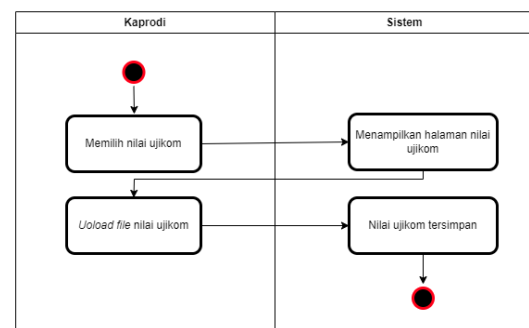 Kaprodi
Sistem
Memilih nilai ujikom
Menampilkan halaman nilai
ujikom
Uoload file nilai ujikom
Nilai ujikom tersimpan